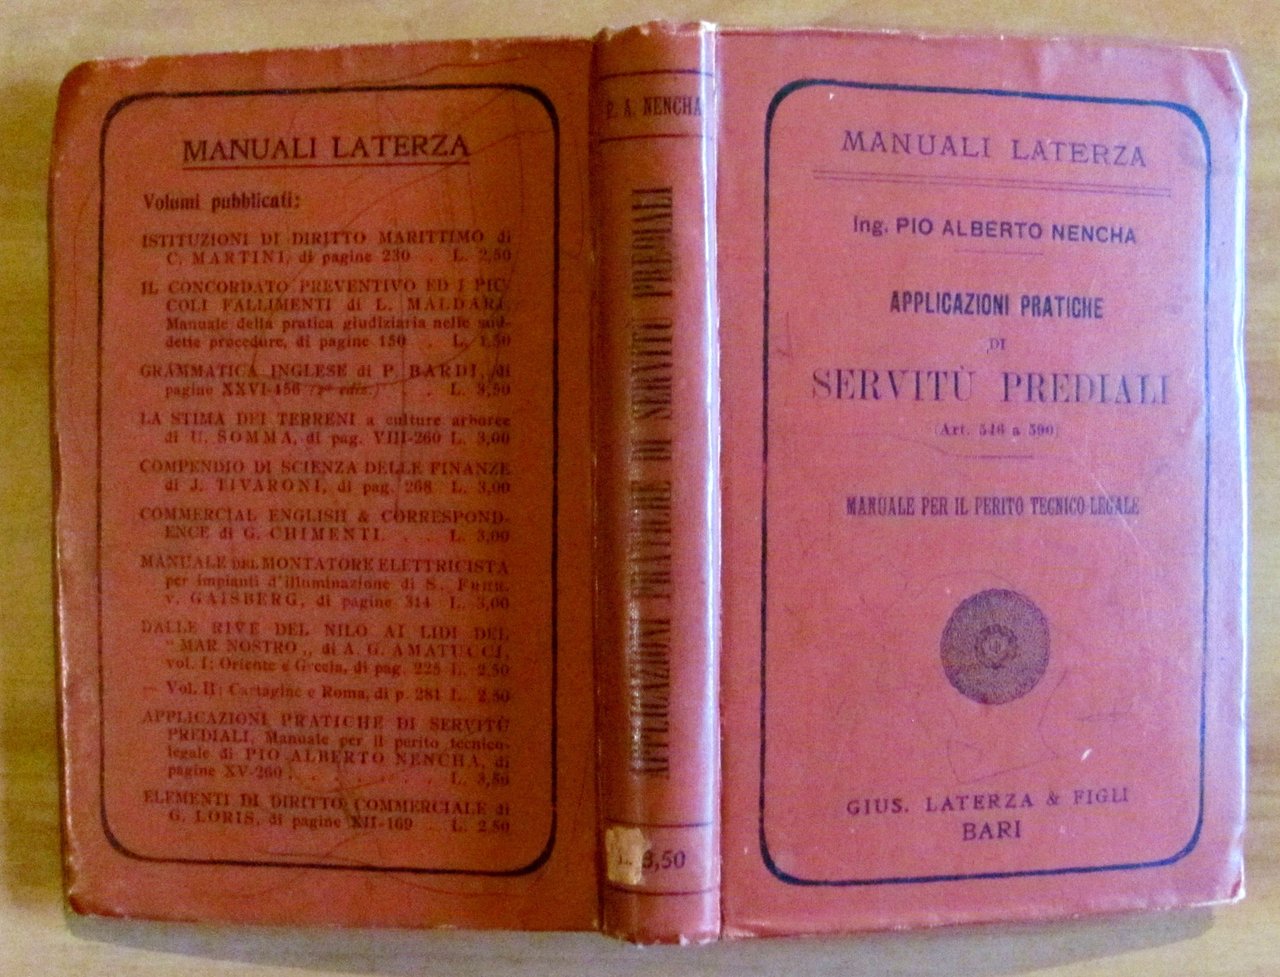 MANUALI LATERZA
Volumi pubblicati:
ISTITUZIONI DI DIRITTO MARITTIMO di
C. MARTINI, di pagine 230 . L. 2,50
IL CONCORDATO PREVENTIVO ED I PIC-
COLI FALLIMENTI di L. MALDARI,
Manuale della pratica giudiziaria nelle sud-
dette procedure, di pagine 150 . L. 1,50
GRAMMATICA INGLESE di P. BARDI, di
pagine XXVI-456 (2ª ediz.) . L. 3,50
LA STIMA DEI TERRENI a culture arboree
di U. SOMMA, di pag. VIII-260 L. 3,00
COMPENDIO DI SCIENZA DELLE FINANZE
di J. TIVARONI, di pag. 268 L. 3,00
COMMERCIAL ENGLISH & CORRESPOND-
ENCE di G. CHIMENTI. . . L. 3,00
MANUALE DEL MONTATORE ELETTRICISTA
per impianti d'illuminazione di S.
v. GAISBERG, di pagine 314 L. 3,00
DALLE RIVE DEL NILO AI LIDI DEL
"MAR NOSTRO„ di A. G. AMATUCCI,
vol. I: Oriente e Grecia, di pag. 225 L. 2,50
— Vol. II: Cartagine e Roma, di p. 281 L. 2,50
APPLICAZIONI PRATICHE DI SERVITÙ
PREDIALI, Manuale per il perito tecnico-
legale di PIO ALBERTO NENCHA, di
pagine XV-260 . . . . . L. 3,50
ELEMENTI DI DIRITTO COMMERCIALE di
G. LORIS, di pagine XII-169 . L. 2,50
P. A. NENCHA
APPLICAZIONI PRATICHE DI SERVITÙ PREDIALI
L. 3,50
MANUALI LATERZA
Ing. PIO ALBERTO NENCHA
APPLICAZIONI PRATICHE
DI
SERVITÙ PREDIALI
(Art. 546 a 590)
MANUALE PER IL PERITO TECNICO-LEGALE
GIUS. LATERZA & FIGLI
BARI